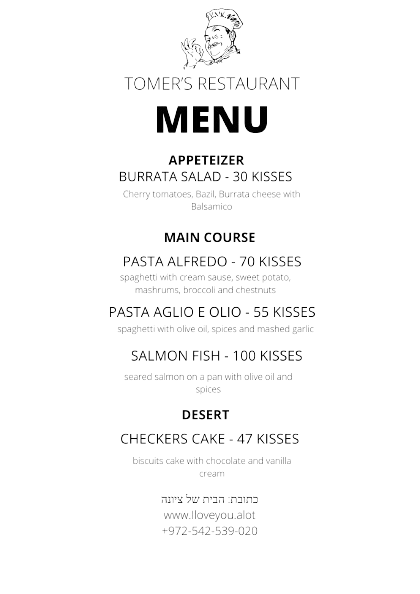 TOMER'S RESTAURANT
MENU
APPETEIZER
BURRATA SALAD - 30 KISSES
Cherry tomatoes, Bazil, Burrata cheese with
Balsamico
MAIN COURSE
PASTA ALFREDO - 70 KISSES
spaghetti with cream sause, sweet potato,
mashrums, broccoli and chestnuts
PASTA AGLIO E OLIO - 55 KISSES
spaghetti with olive oil, spices and mashed garlic
SALMON FISH - 100 KISSES
seared salmon on a pan with olive oil and
spices
DESERT
CHECKERS CAKE - 47 KISSES
biscuits cake with chocolate and vanilla
cream
כתובת: הבית של ציונה
www.Iloveyou.alot
+972-542-539-020